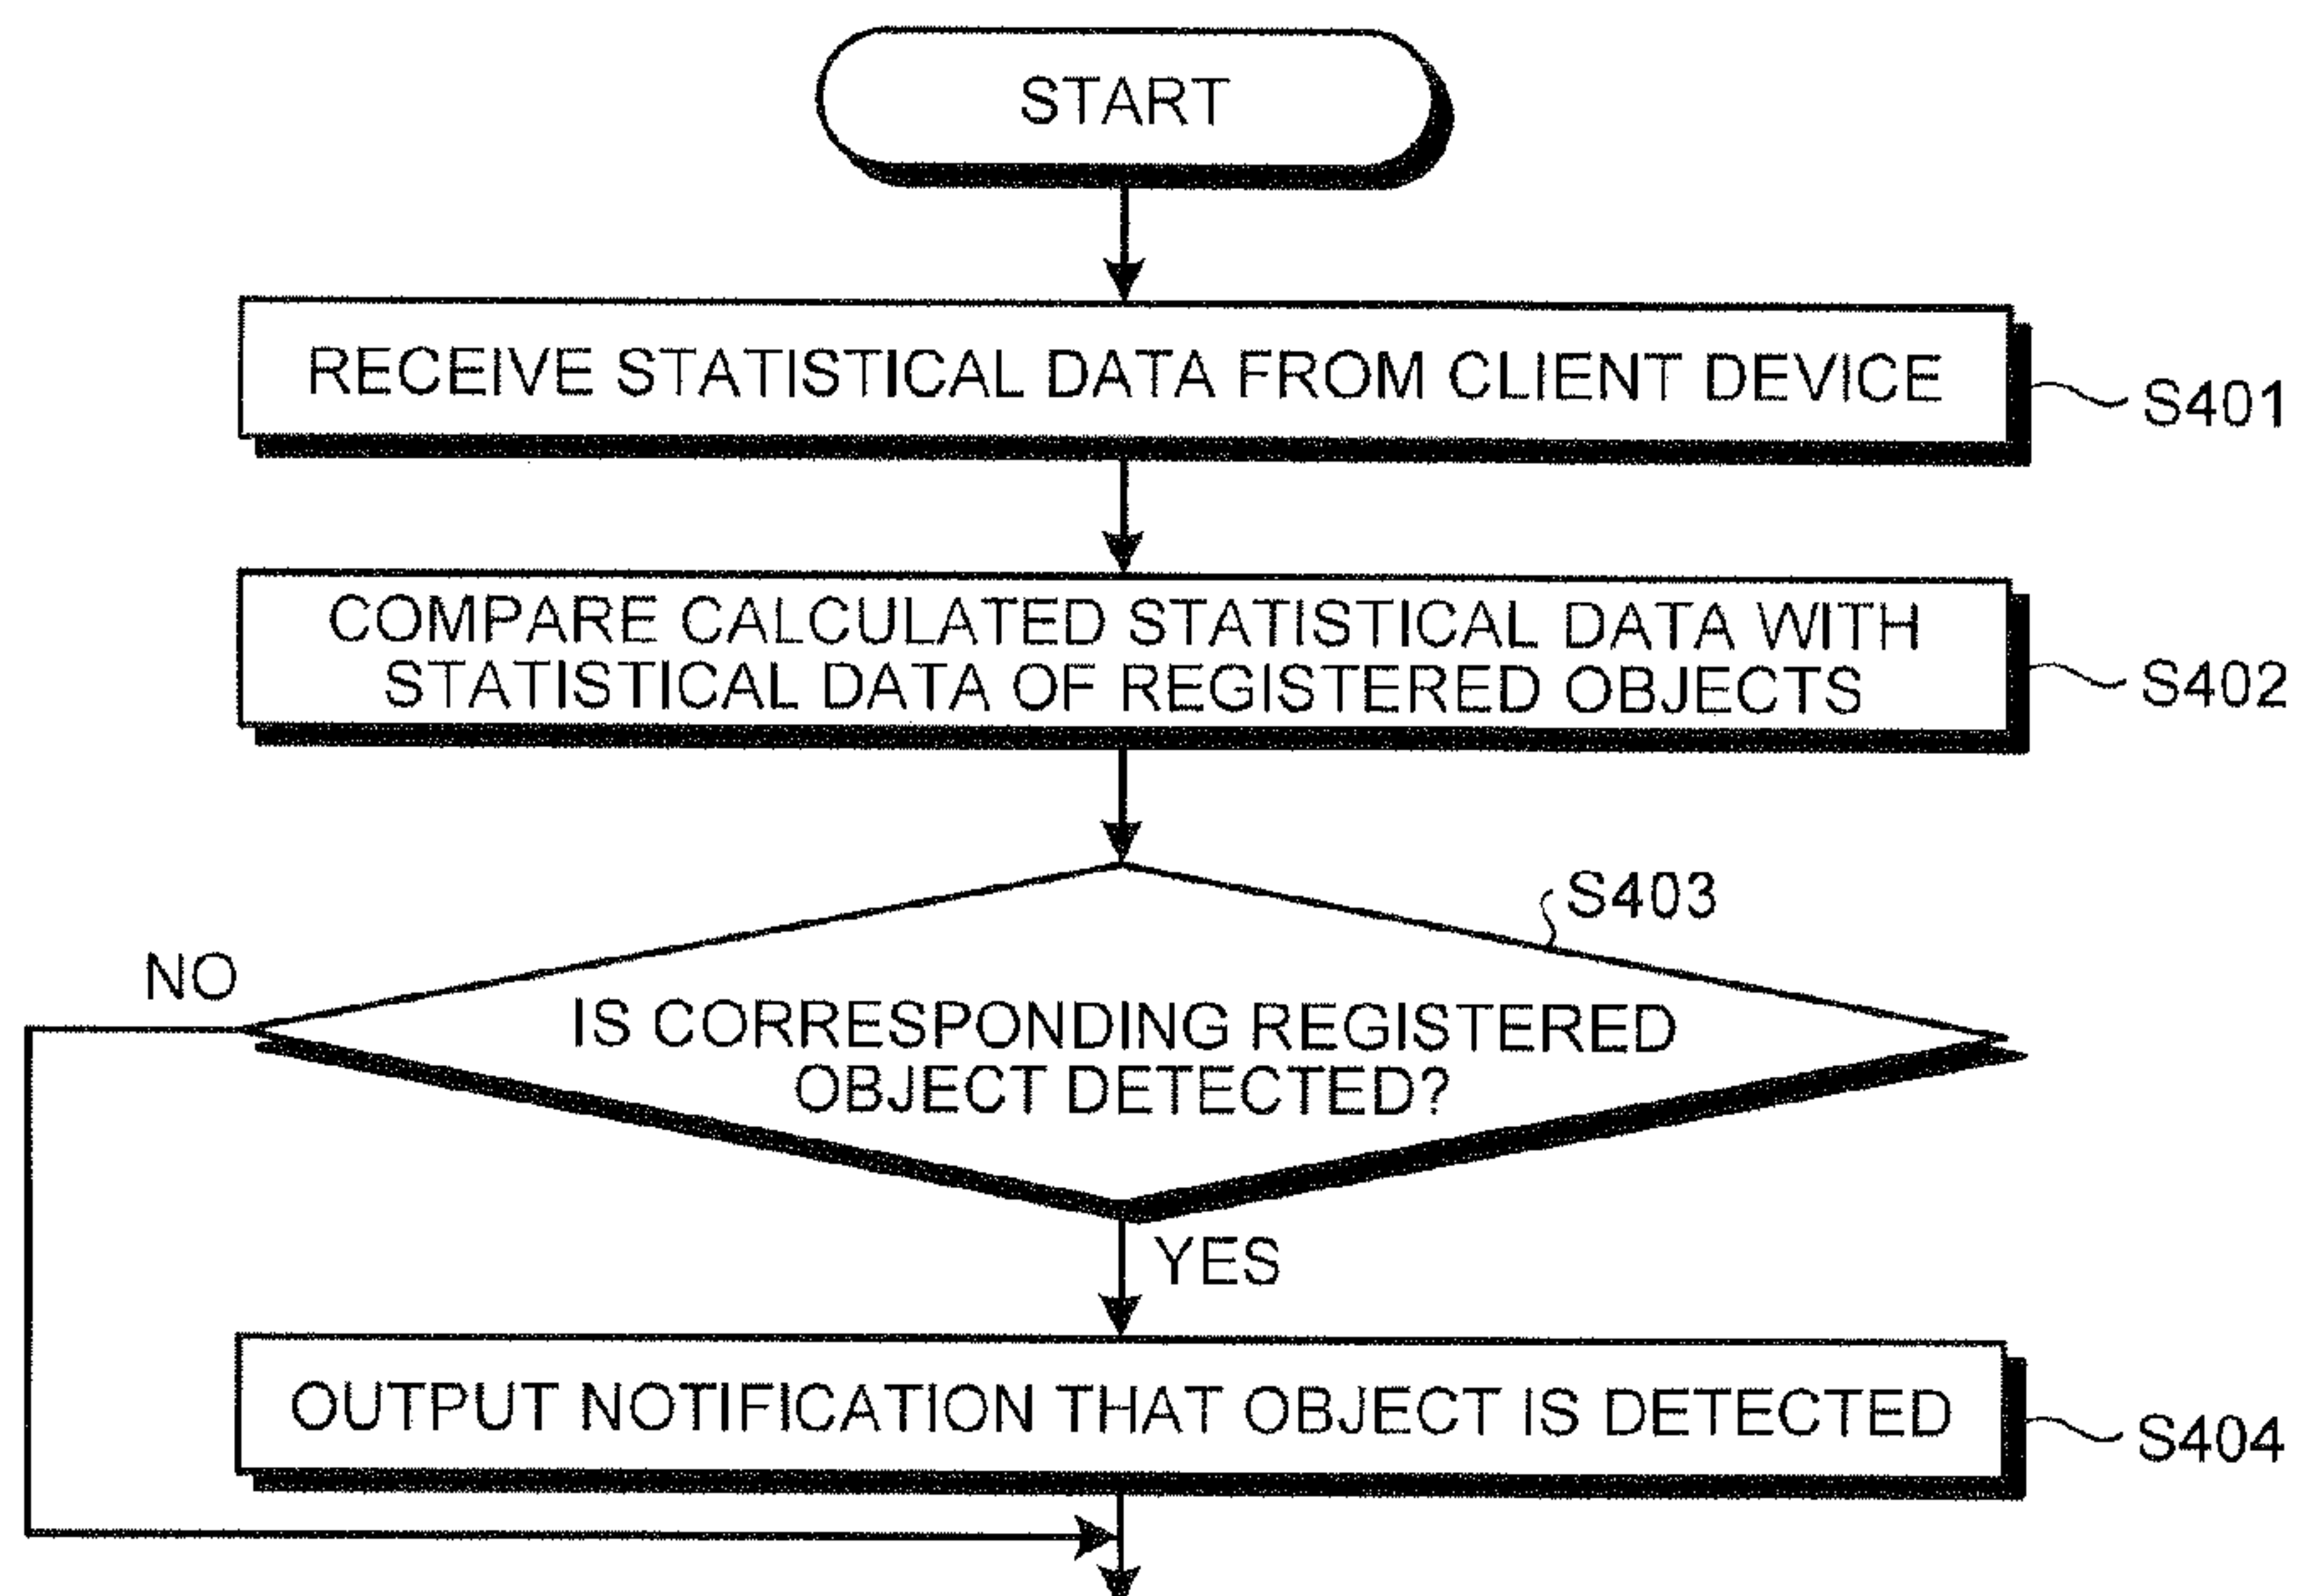 START
RECEIVE STATISTICAL DATA FROM CLIENT DEVICE
S401
COMPARE CALCULATED STATISTICAL DATA WITH
STATISTICAL DATA OF REGISTERED OBJECTS
S402
S403
NO
IS CORRESPONDING REGISTERED
OBJECT DETECTED?
YES
OUTPUT NOTIFICATION THAT OBJECT IS DETECTED
S404